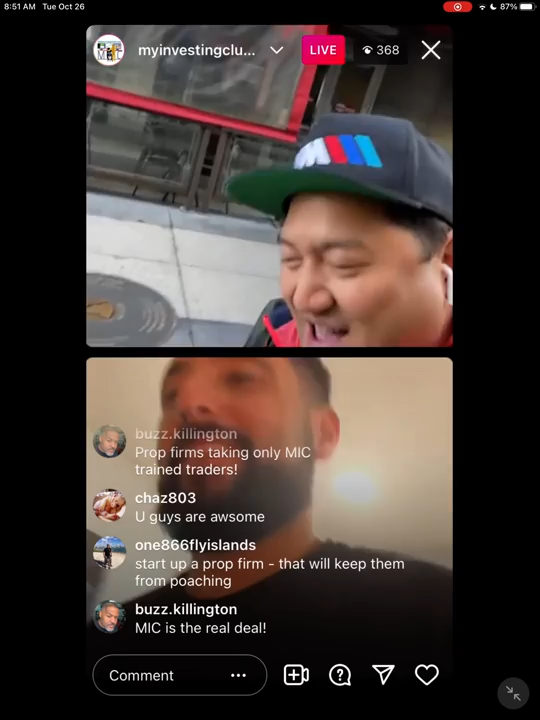 8:51 AM Tue Oct 26
87%
myinvestingclu...
LIVE
368
buzz.killington
Prop firms taking only MIC
trained traders!
chaz803
U guys are awsome
one866flyislands
start up a prop firm - that will keep them
from poaching
buzz.killington
MIC is the real deal!
Comment